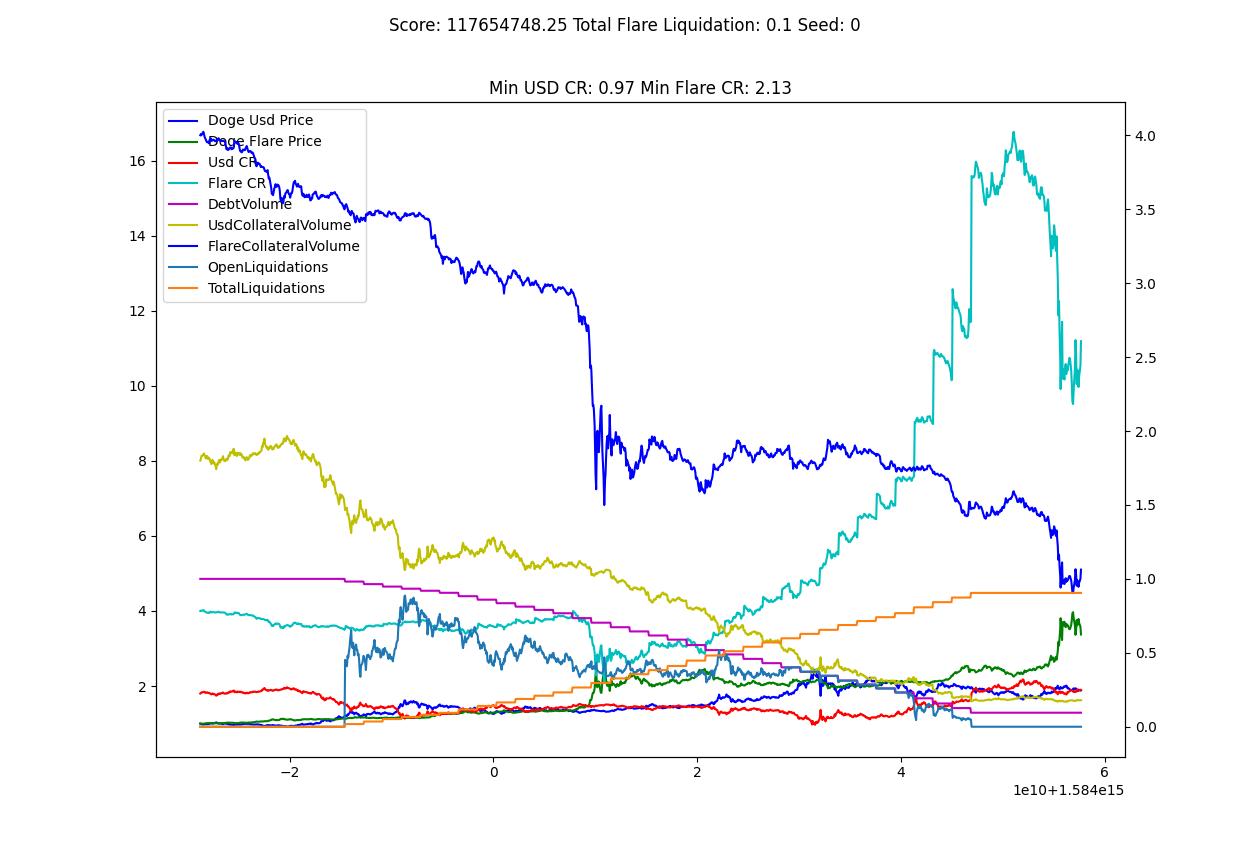 Score: 117654748.25 Total Flare Liquidation: 0.1 Seed: 0
Min USD CR: 0.97 Min Flare CR: 2.13
Doge Usd Price
Doge Flare Price
Usd CR
Flare CR
DebtVolume
UsdCollateralVolume
FlareCollateralVolume
OpenLiquidations
TotalLiquidations
16
14
12
10
8
6
4
2
4.0
3.5
3.0
2.5
2.0
1.5
1.0
0.5
0.0
−2
0
2
4
6
1e10+1.584e15